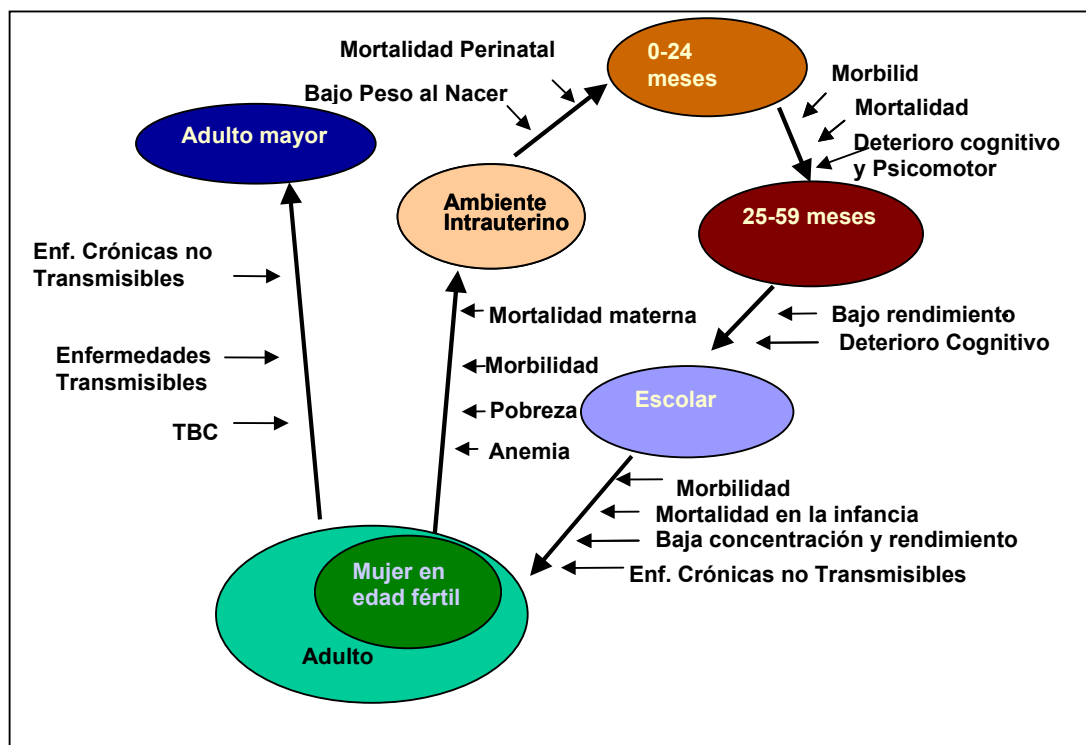 Mortalidad Perinatal
Bajo Peso al Nacer
0-24
meses
Morbilid
Mortalidad
Deterioro cognitivo
y Psicomotor
Adulto mayor
Ambiente
Intrauterino
25-59 meses
Enf. Crónicas no
Transmisibles
Mortalidad materna
Bajo rendimiento
Deterioro Cognitivo
Enfermedades
Transmisibles
Morbilidad
Pobreza
Escolar
TBC
Anemia
Morbilidad
Mortalidad en la infancia
Baja concentración y rendimiento
Enf. Crónicas no Transmisibles
Mujer en
edad fértil
Adulto